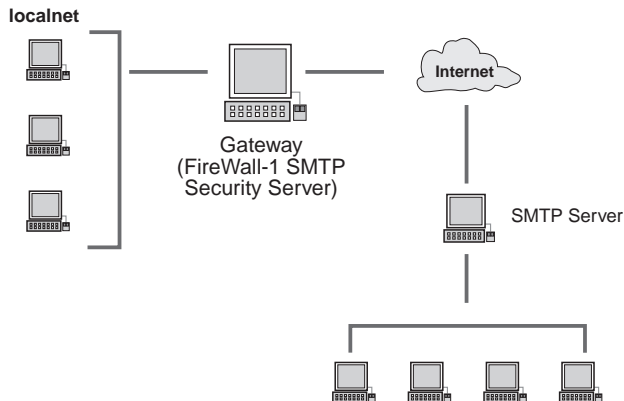 localnet
Internet
Gateway
(FireWall-1 SMTP
Security Server)
SMTP Server